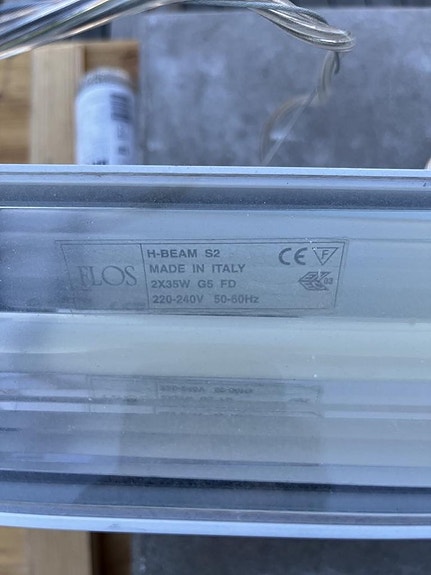 FLOS
H-BEAM S2
MADE IN ITALY
2X35W G5 FD
220-240V 50-60Hz
CE F